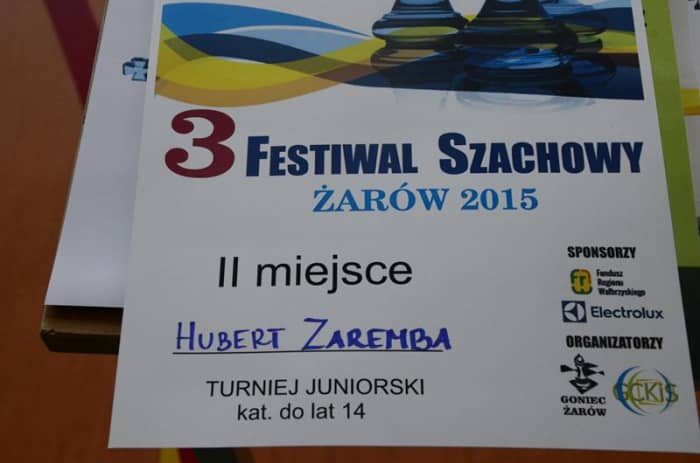 3 FESTIWAL SZACHOWY
ŻARÓW 2015
II miejsce
HUBERT ZAREMBA
TURNIEJ JUNIORSKI
kat. do lat 14
SPONSORZY
Fundusz
Regionu
Wałbrzyskiego
Electrolux
ORGANIZATORZY
GONIEC
ŻARÓW
GCKiS